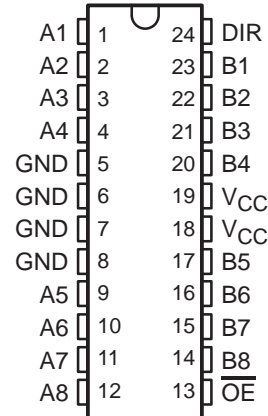 A1 1 24 DIR
A2 2 23 B1
A3 3 22 B2
A4 4 21 B3
GND 5 20 B4
GND 6 19 VCC
GND 7 18 VCC
GND 8 17 B5
A5 9 16 B6
A6 10 15 B7
A7 11 14 B8
A8 12 13 O̅E̅